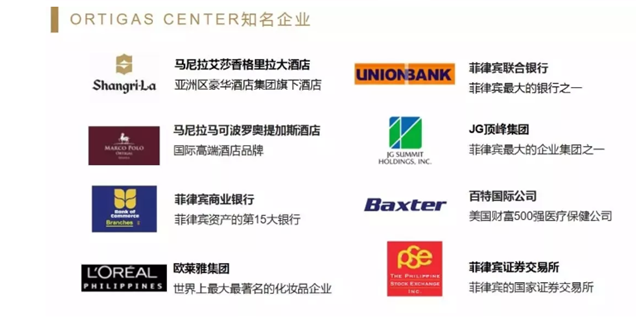 ORTIGAS CENTER知名企业
Shangri-La
马尼拉艾莎香格里拉大酒店
亚洲区豪华酒店集团旗下酒店
UNIONBANK
菲律宾联合银行
菲律宾最大的银行之一
MARCO POLO
ORTIGAS
MANILA
马尼拉马可波罗奥提加斯酒店
国际高端酒店品牌
JG SUMMIT
HOLDINGS, INC.
JG顶峰集团
菲律宾最大的企业集团之一
Bank of
Commerce
菲律宾商业银行
菲律宾资产的第15大银行
Baxter
百特国际公司
美国财富500强医疗保健公司
L'ORÉAL
PHILIPPINES
欧莱雅集团
世界上最大最著名的化妆品企业
pse
THE PHILIPPINE
STOCK EXCHANGE
INC.
菲律宾证券交易所
菲律宾的国家证券交易所